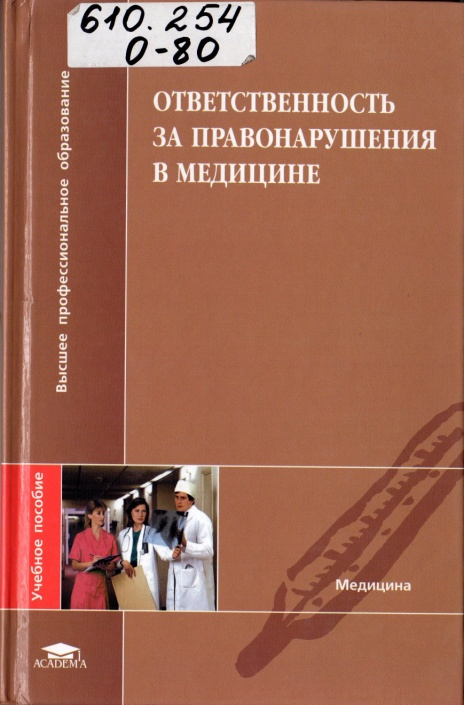 610.254
О-80
ОТВЕТСТВЕННОСТЬ
ЗА ПРАВОНАРУШЕНИЯ
В МЕДИЦИНЕ
Высшее профессиональное образование
Учебное пособие
Медицина
ACADEMA